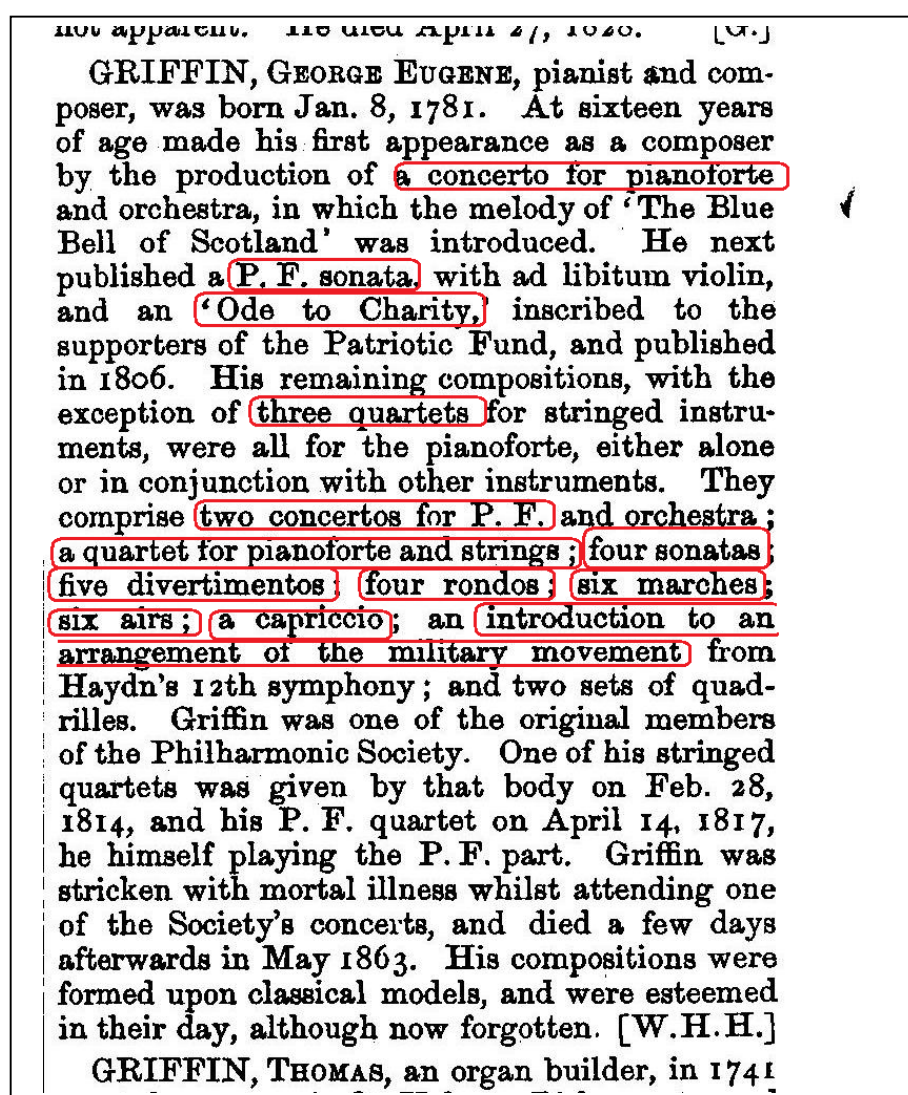 not apparent. He died April 27, 1828. [G.]
GRIFFIN, GEORGE EUGENE, pianist and com-
poser, was born Jan. 8, 1781. At sixteen years
of age made his first appearance as a composer
by the production of a concerto for pianoforte
and orchestra, in which the melody of ‘The Blue
Bell of Scotland’ was introduced. He next
published a P. F. sonata, with ad libitum violin,
and an ‘Ode to Charity,’ inscribed to the
supporters of the Patriotic Fund, and published
in 1806. His remaining compositions, with the
exception of three quartets for stringed instru-
ments, were all for the pianoforte, either alone
or in conjunction with other instruments. They
comprise two concertos for P. F. and orchestra;
a quartet for pianoforte and strings; four sonatas;
five divertimentos; four rondos; six marches;
six airs; a capriccio; an introduction to an
arrangement of the military movement from
Haydn's 12th symphony; and two sets of quad-
rilles. Griffin was one of the original members
of the Philharmonic Society. One of his stringed
quartets was given by that body on Feb. 28,
1814, and his P. F. quartet on April 14, 1817,
he himself playing the P. F. part. Griffin was
stricken with mortal illness whilst attending one
of the Society's concerts, and died a few days
afterwards in May 1863. His compositions were
formed upon classical models, and were esteemed
in their day, although now forgotten. [W.H.H.]
GRIFFIN, THOMAS, an organ builder, in 1741